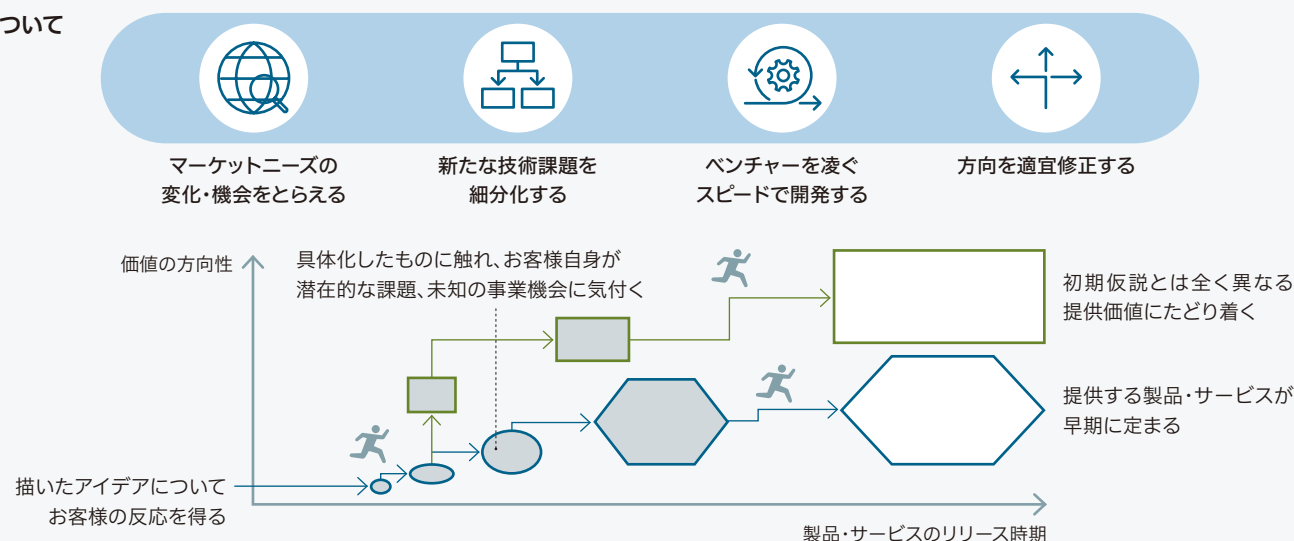 ついて
マーケットニーズの
変化・機会をとらえる
新たな技術課題を
細分化する
ベンチャーを凌ぐ
スピードで開発する
方向を適宜修正する
価値の方向性
具体化したものに触れ、お客様自身が
潜在的な課題、未知の事業機会に気付く
初期仮説とは全く異なる
提供価値にたどり着く
提供する製品・サービスが
早期に定まる
描いたアイデアについて
お客様の反応を得る
製品・サービスのリリース時期